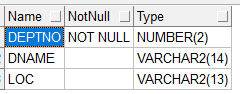 Name NotNull Type
DEPTNO NOT NULL NUMBER(2)
DNAME VARCHAR2(14)
LOC VARCHAR2(13)